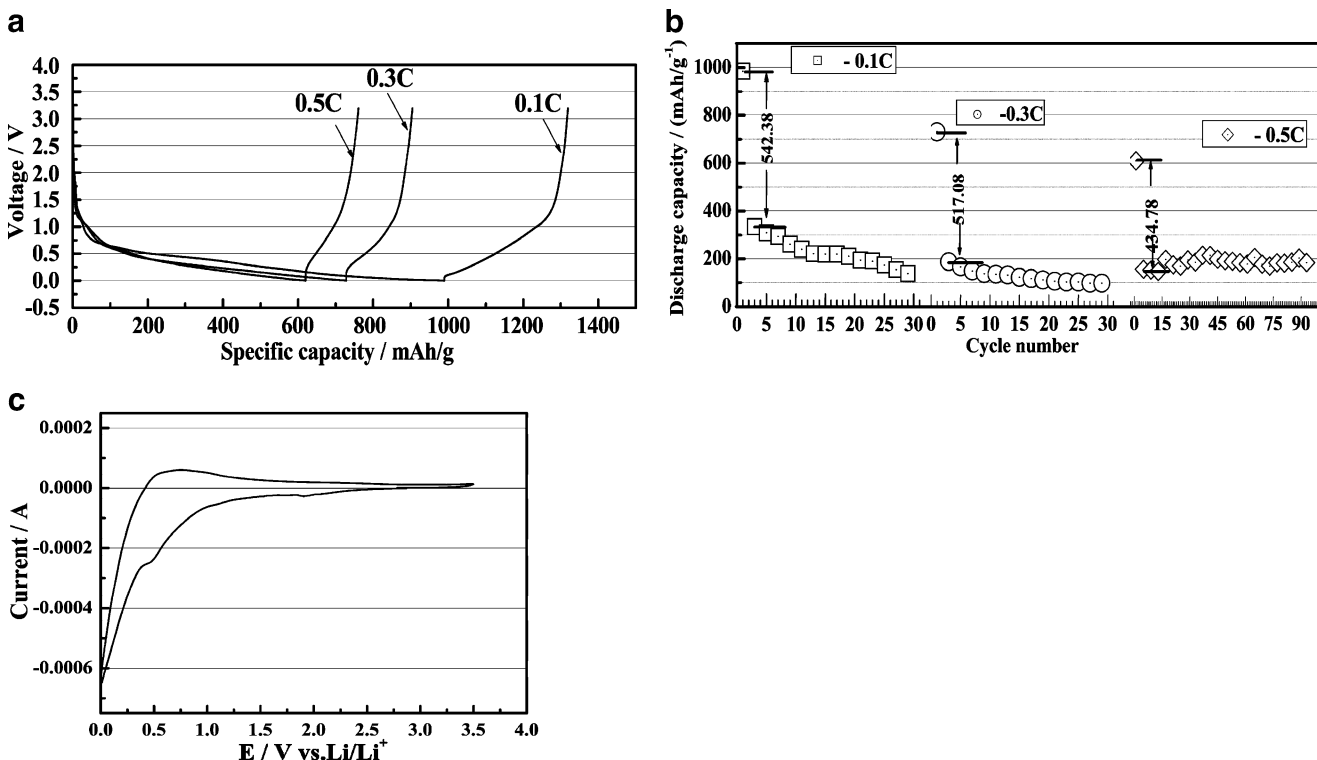 a
4.0
3.5
3.0
2.5
2.0
1.5
1.0
0.5
0.0
-0.5
Voltage / V
0.5C
0.3C
0.1C
0 200 400 600 800 1000 1200 1400
Specific capacity / mAh/g
b
1000
800
600
400
200
0
Discharge capacity / (mAh/g⁻¹)
- 0.1C
-0.3C
- 0.5C
542.38
517.08
434.78
0 5 10 15 20 25 30 0 5 10 15 20 25 30 0 15 30 45 60 75 90
Cycle number
c
0.0002
0.0000
-0.0002
-0.0004
-0.0006
Current / A
0.0 0.5 1.0 1.5 2.0 2.5 3.0 3.5 4.0
E / V vs.Li/Li⁺